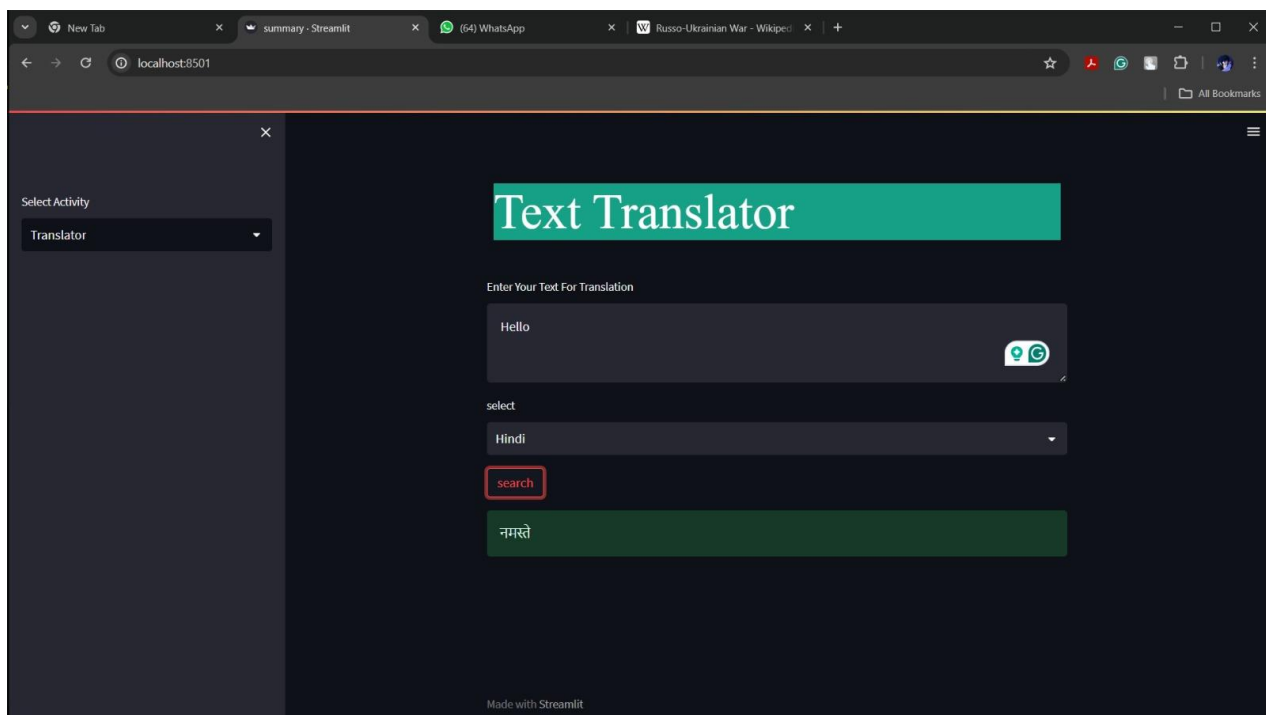 New Tab
summary · Streamlit
(64) WhatsApp
Russo-Ukrainian War - Wikiped
localhost:8501
All Bookmarks
Select Activity
Translator
Text Translator
Enter Your Text For Translation
Hello
select
Hindi
search
नमस्ते
Made with Streamlit